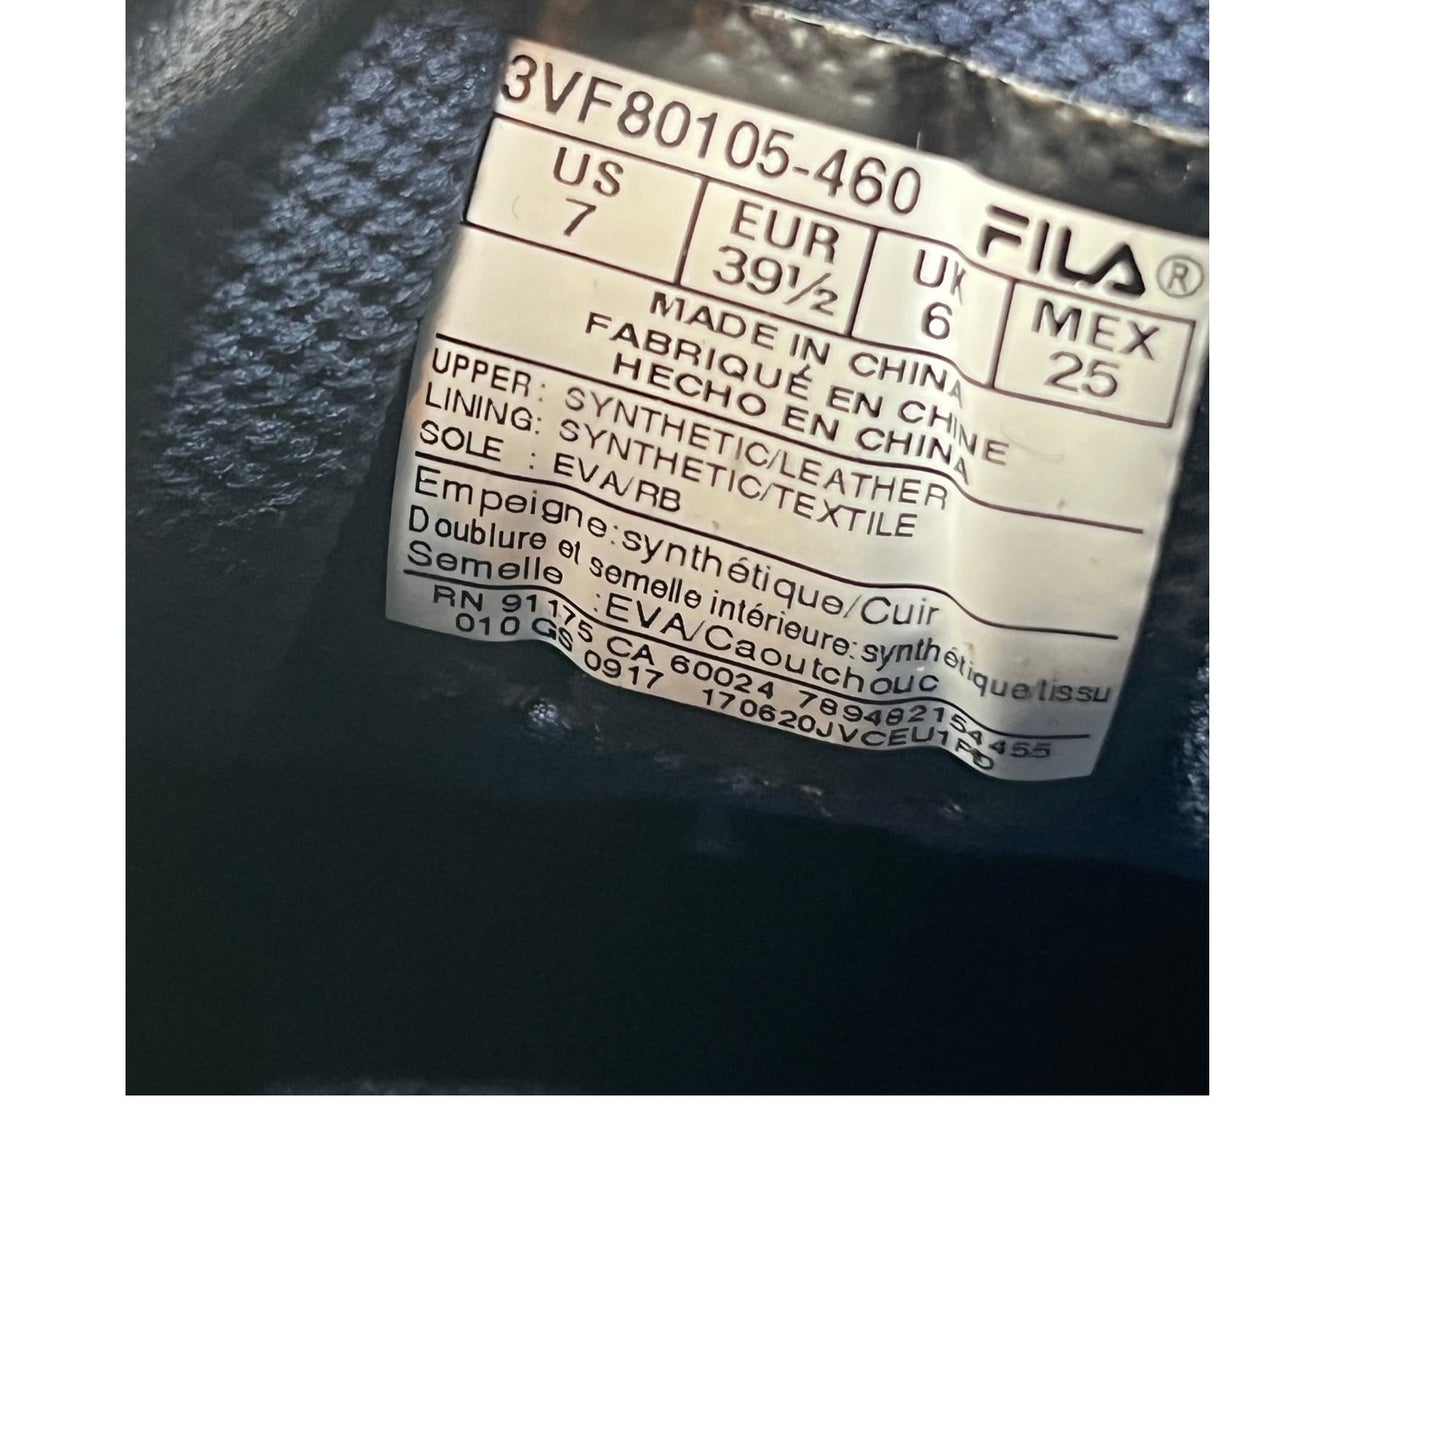 3VF80105-460
FILA®
US EUR UK MEX
7 39½ 6 25
MADE IN CHINA
FABRIQUÉ EN CHINE
HECHO EN CHINA
UPPER: SYNTHETIC/LEATHER
LINING: SYNTHETIC/TEXTILE
SOLE : EVA/RB
Empeigne:synthétique/Cuir
Doublure et semelle intérieure:synthétique/tissu
Semelle :EVA/Caoutchouc
RN 91175 CA 60024 789482154455
010 GS 0917 170620JVCEU1PD